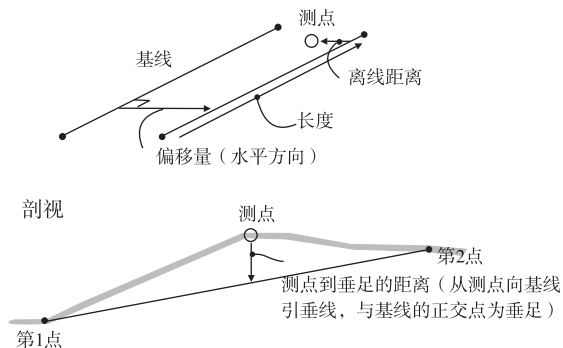 测点
基线
离线距离
长度
偏移量（水平方向）
剖视
测点
第2点
测点到垂足的距离（从测点向基线
引垂线，与基线的正交点为垂足）
第1点